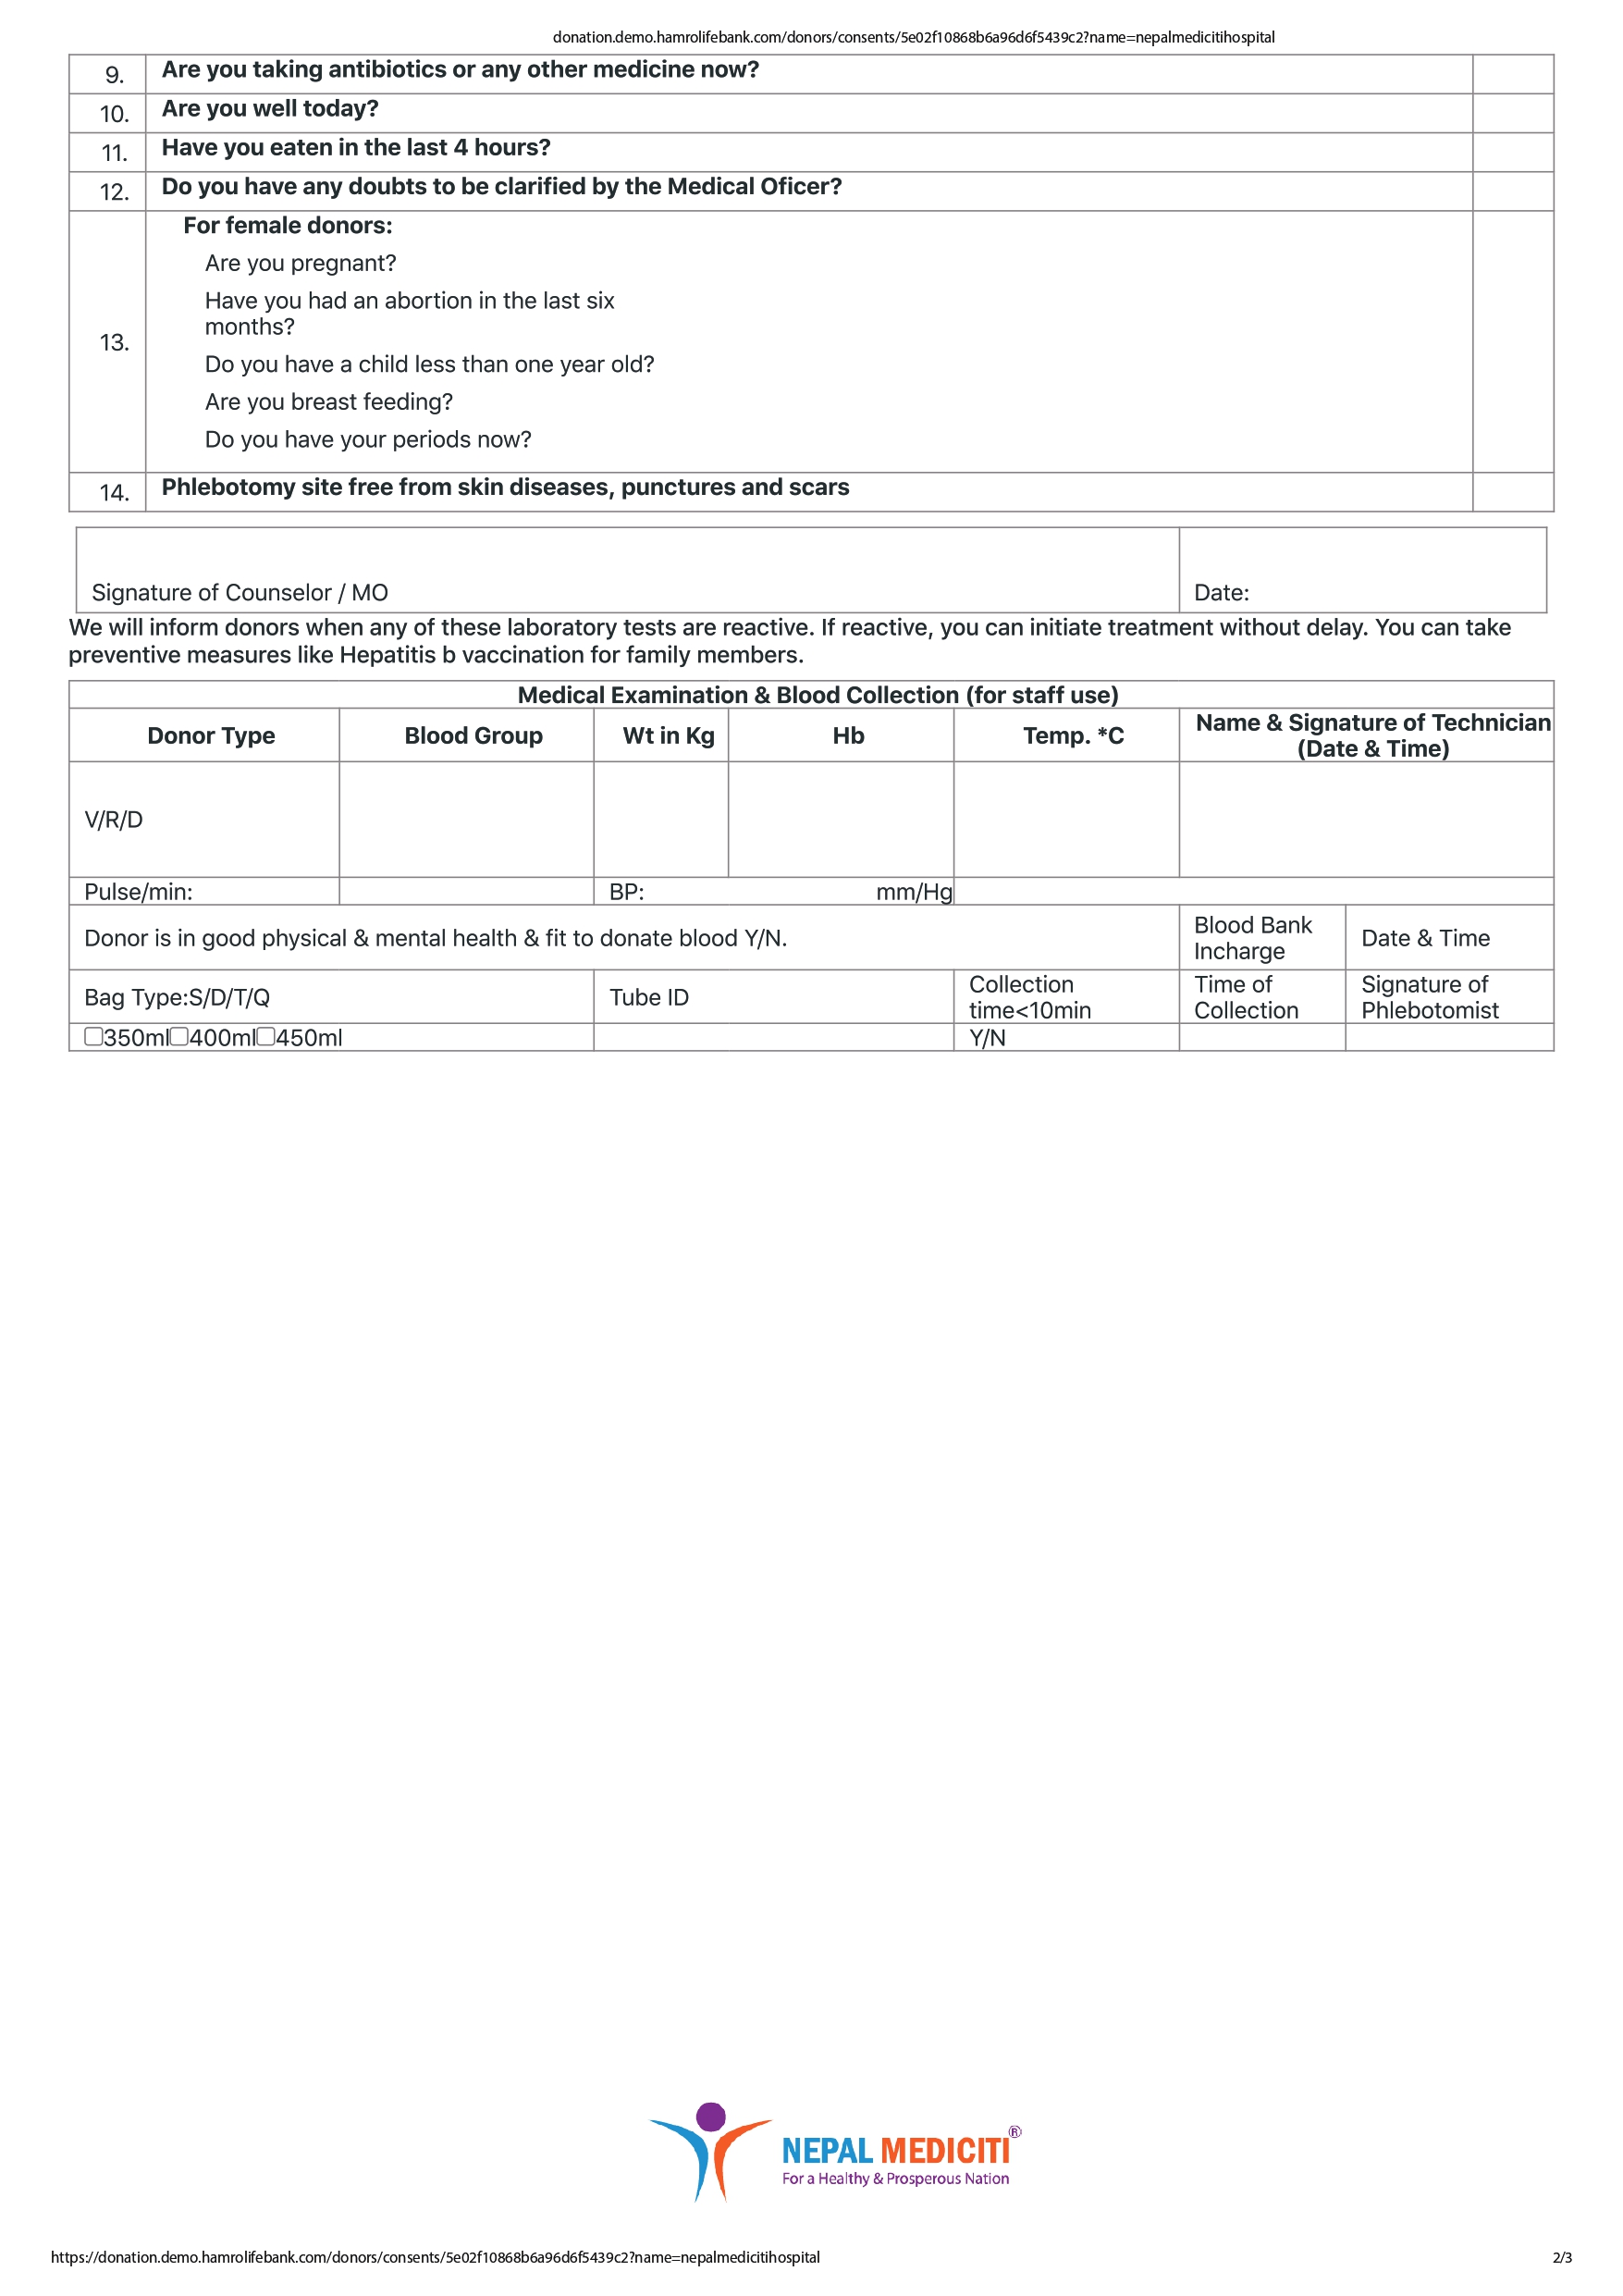 donation.demo.hamrolifebank.com/donors/consents/5e02f10868b6a96d6f5439c2?name=nepalmedicitihospital
9. Are you taking antibiotics or any other medicine now?
10. Are you well today?
11. Have you eaten in the last 4 hours?
12. Do you have any doubts to be clarified by the Medical Oficer?
13. For female donors:
Are you pregnant?
Have you had an abortion in the last six
months?
Do you have a child less than one year old?
Are you breast feeding?
Do you have your periods now?
14. Phlebotomy site free from skin diseases, punctures and scars
Signature of Counselor / MO Date:
We will inform donors when any of these laboratory tests are reactive. If reactive, you can initiate treatment without delay. You can take
preventive measures like Hepatitis b vaccination for family members.
Medical Examination & Blood Collection (for staff use)
Donor Type Blood Group Wt in Kg Hb Temp. *C Name & Signature of Technician
(Date & Time)
V/R/D
Pulse/min: BP: mm/Hg
Donor is in good physical & mental health & fit to donate blood Y/N. Blood Bank
Incharge Date & Time
Bag Type:S/D/T/Q Tube ID Collection
time<10min Time of
Collection Signature of
Phlebotomist
350ml 400ml 450ml Y/N
NEPAL MEDICITI®
For a Healthy & Prosperous Nation
https://donation.demo.hamrolifebank.com/donors/consents/5e02f10868b6a96d6f5439c2?name=nepalmedicitihospital 2/3